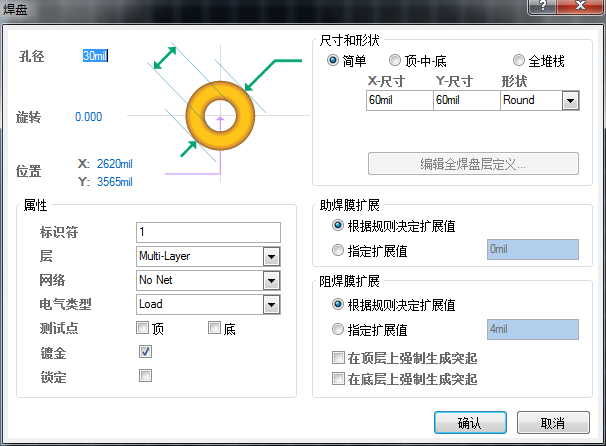 焊盘
孔径 30mil
旋转 0.000
位置 X: 2620mil
Y: 3565mil
尺寸和形状
简单 顶-中-底 全堆栈
X-尺寸 Y-尺寸 形状
60mil 60mil Round
编辑全焊盘层定义...
属性
标识符 1
层 Multi-Layer
网络 No Net
电气类型 Load
测试点 顶 底
镀金
锁定
助焊膜扩展
根据规则决定扩展值
指定扩展值 0mil
阻焊膜扩展
根据规则决定扩展值
指定扩展值 4mil
在顶层上强制生成突起
在底层上强制生成突起
确认 取消